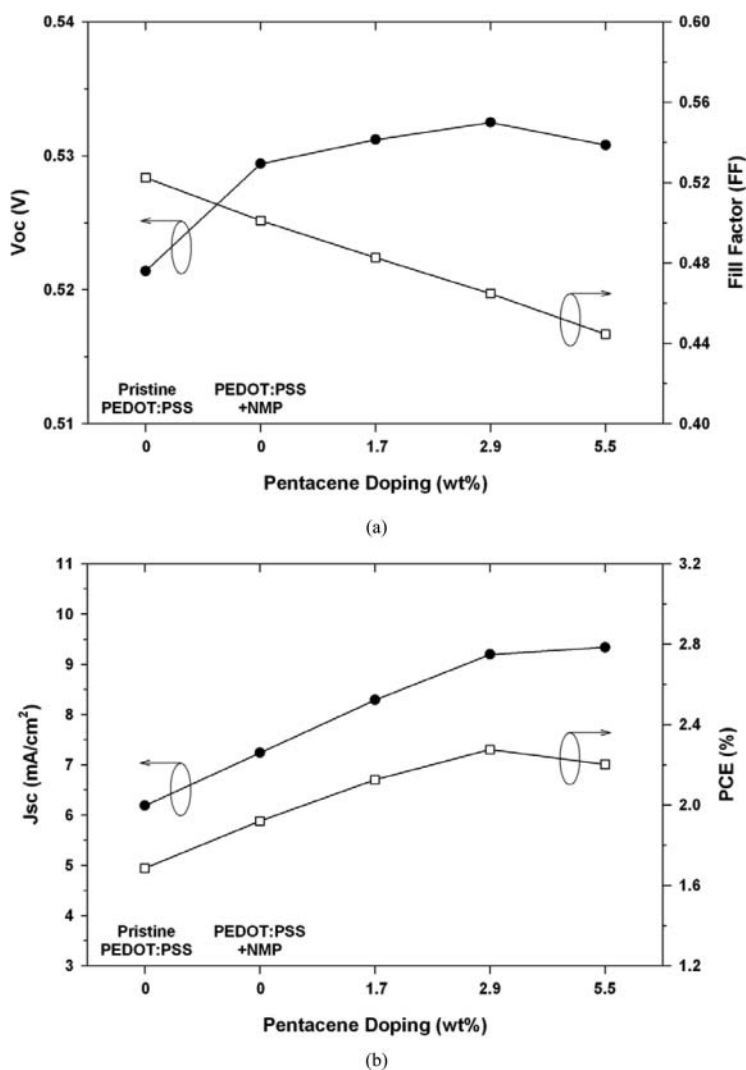 0.54
0.53
0.52
0.51
Voc (V)
0.60
0.56
0.52
0.48
0.44
0.40
Fill Factor (FF)
Pristine
PEDOT:PSS
PEDOT:PSS
+NMP
0 0 1.7 2.9 5.5
Pentacene Doping (wt%)
(a)
11
10
9
8
7
6
5
4
3
Jsc (mA/cm²)
3.2
2.8
2.4
2.0
1.6
1.2
PCE (%)
Pristine
PEDOT:PSS
PEDOT:PSS
+NMP
0 0 1.7 2.9 5.5
Pentacene Doping (wt%)
(b)